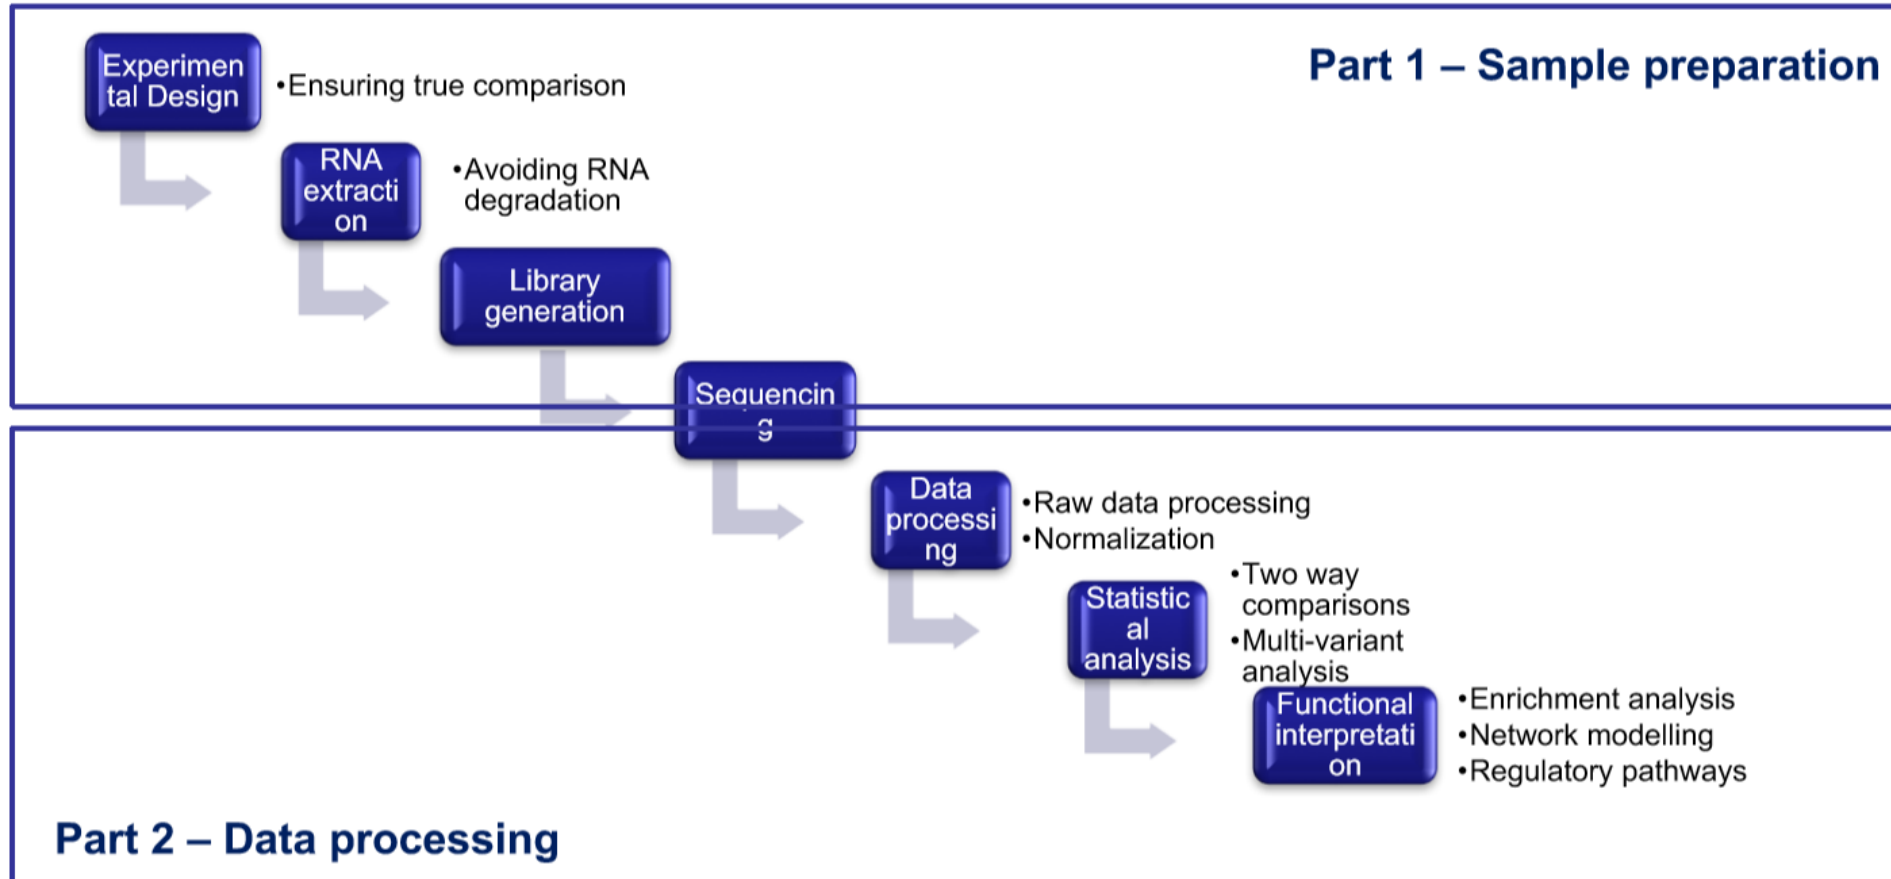 Part 1 – Sample preparation
Experimen
tal Design
•Ensuring true comparison
RNA
extracti
on
•Avoiding RNA
degradation
Library
generation
Sequencin
g
Data
processi
ng
•Raw data processing
•Normalization
Statistic
al
analysis
•Two way
comparisons
•Multi-variant
analysis
Functional
interpretati
on
•Enrichment analysis
•Network modelling
•Regulatory pathways
Part 2 – Data processing